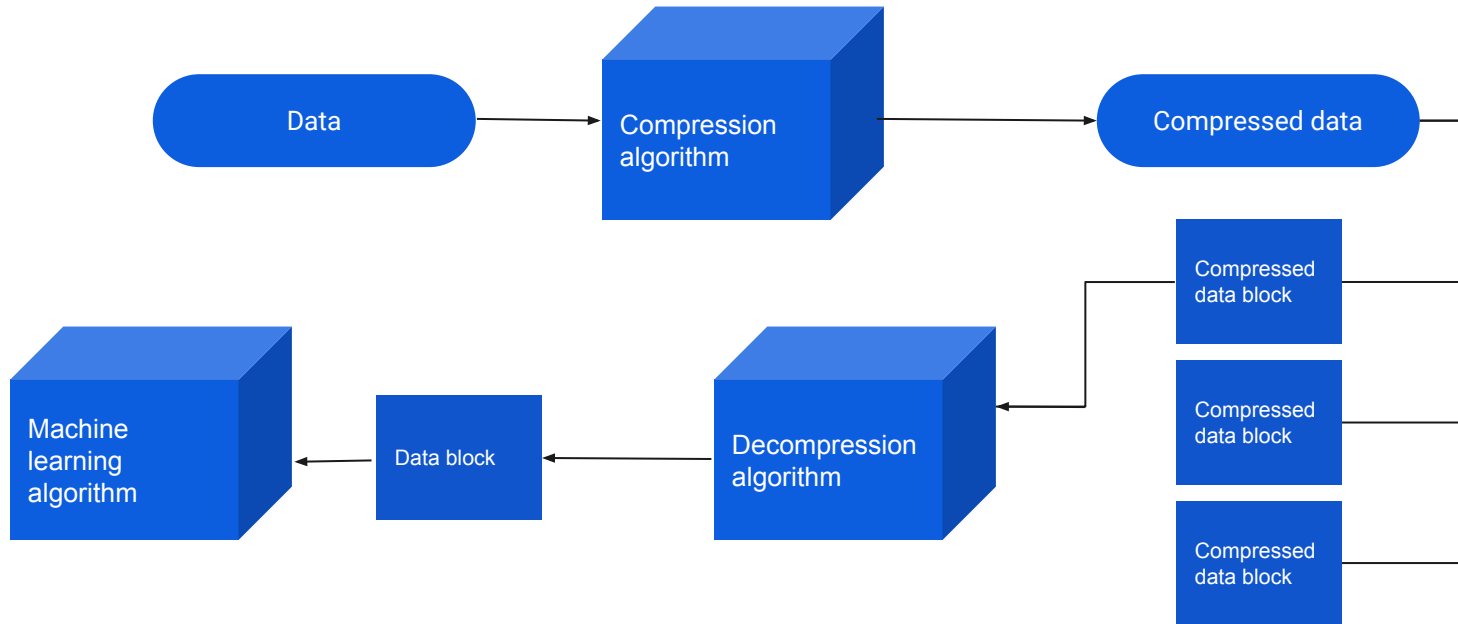 Data
Compression
algorithm
Compressed data
Compressed
data block
Machine
learning
algorithm
Data block
Decompression
algorithm
Compressed
data block
Compressed
data block